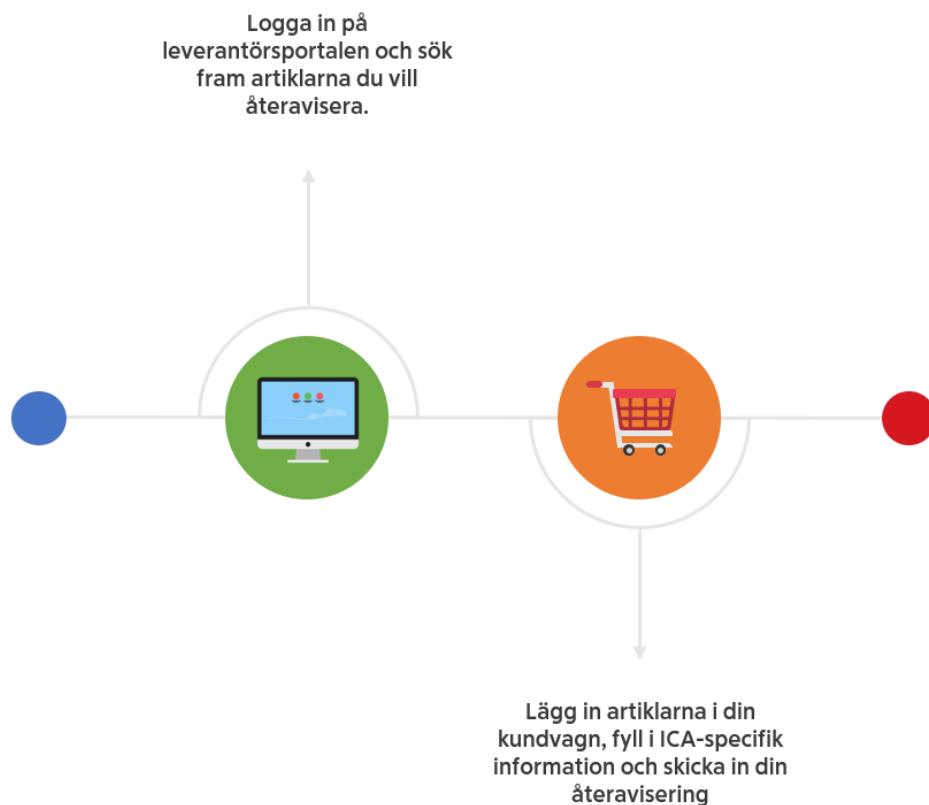 Logga in på
leverantörsportalen och sök
fram artiklarna du vill
återavisera.
Lägg in artiklarna i din
kundvagn, fyll i ICA-specifik
information och skicka in din
återavisering